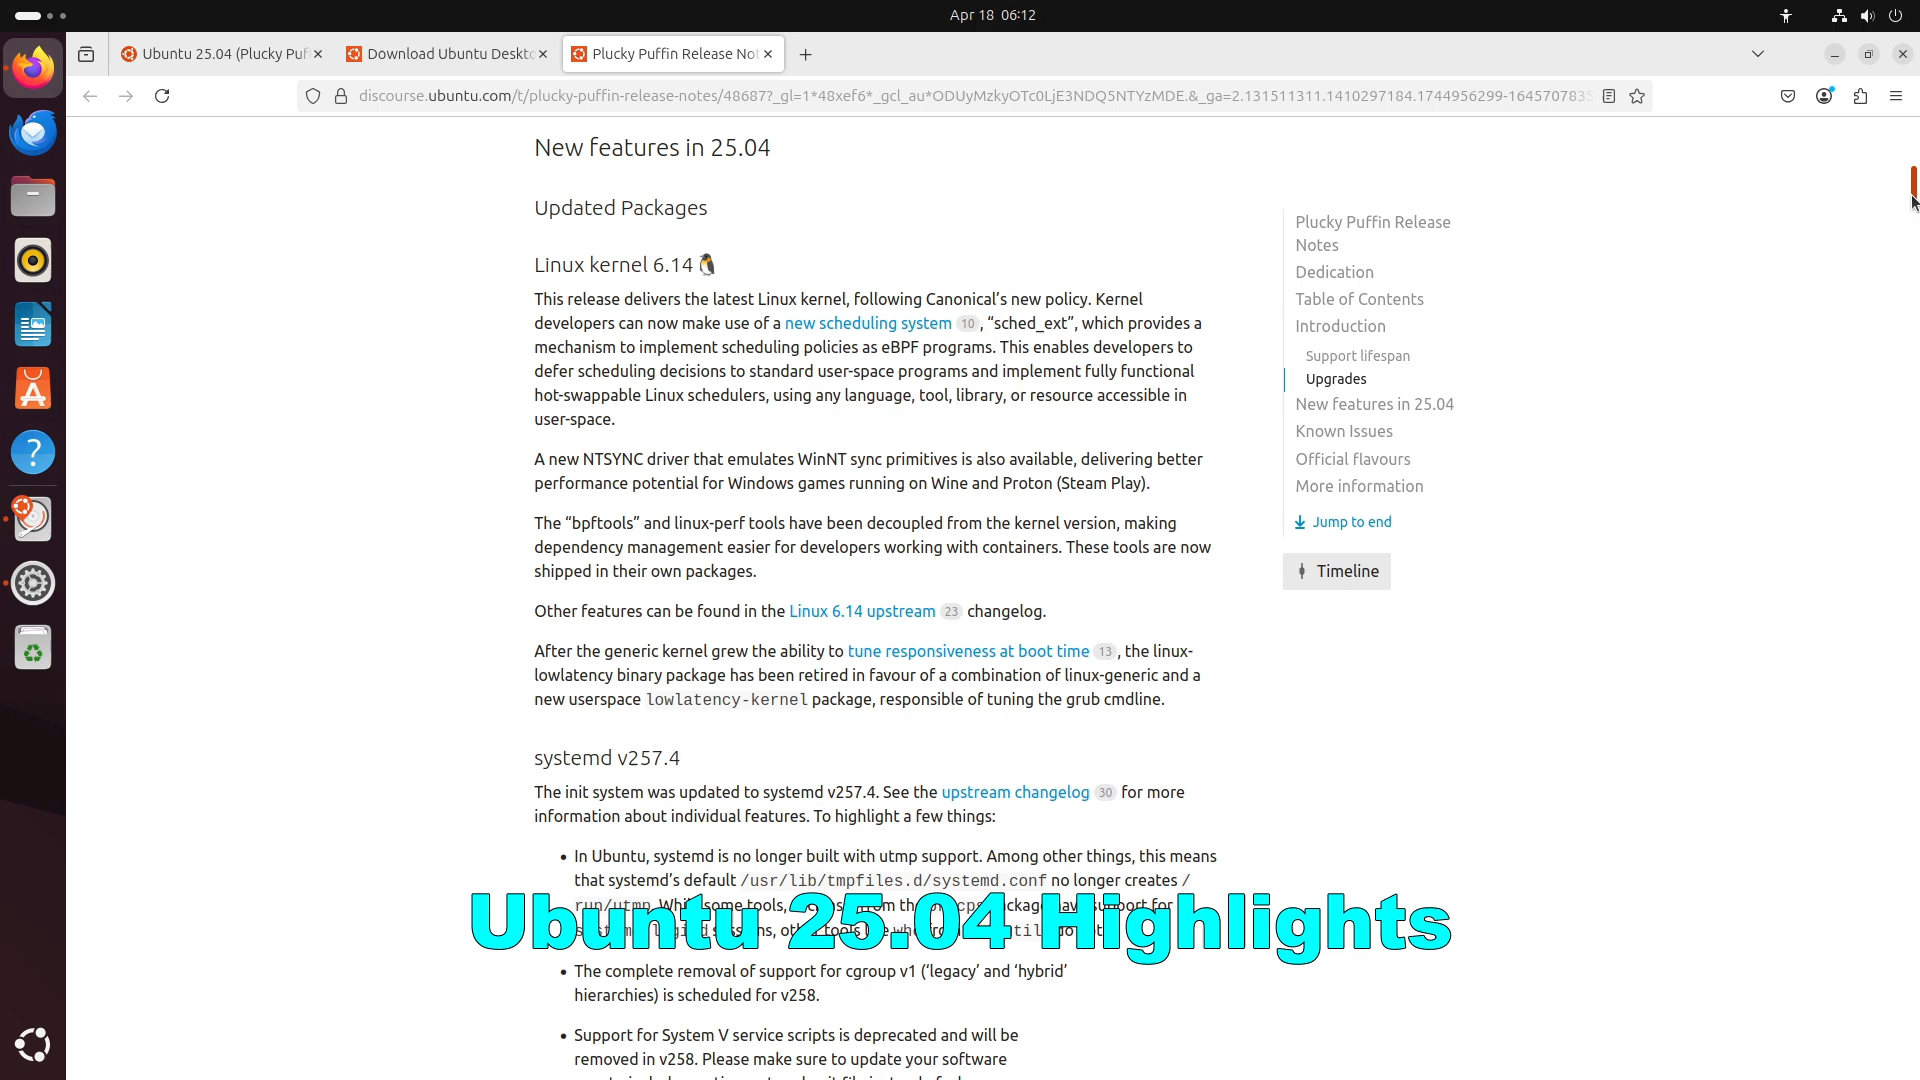 Apr 18 06:12
Ubuntu 25.04 (Plucky Puf
Download Ubuntu Deskto
Plucky Puffin Release Not
discourse.ubuntu.com/t/plucky-puffin-release-notes/48687?_gl=1*48xef6*_gcl_au*ODUyMzkyOTc0LjE3NDQ5NTYzMDE.&_ga=2.131511311.1410297184.1744956299-1645707835
New features in 25.04
Updated Packages
Linux kernel 6.14
This release delivers the latest Linux kernel, following Canonical’s new policy. Kernel
developers can now make use of a new scheduling system 10, “sched_ext”, which provides a
mechanism to implement scheduling policies as eBPF programs. This enables developers to
defer scheduling decisions to standard user-space programs and implement fully functional
hot-swappable Linux schedulers, using any language, tool, library, or resource accessible in
user-space.
A new NTSYNC driver that emulates WinNT sync primitives is also available, delivering better
performance potential for Windows games running on Wine and Proton (Steam Play).
The “bpftools” and linux-perf tools have been decoupled from the kernel version, making
dependency management easier for developers working with containers. These tools are now
shipped in their own packages.
Other features can be found in the Linux 6.14 upstream 23 changelog.
After the generic kernel grew the ability to tune responsiveness at boot time 13, the linux-
lowlatency binary package has been retired in favour of a combination of linux-generic and a
new userspace lowlatency-kernel package, responsible of tuning the grub cmdline.
systemd v257.4
The init system was updated to systemd v257.4. See the upstream changelog 30 for more
information about individual features. To highlight a few things:
• In Ubuntu, systemd is no longer built with utmp support. Among other things, this means
that systemd’s default /usr/lib/tmpfiles.d/systemd.conf no longer creates /
run/utmp. While some tools, from the package have support for
Ubuntu 25.04 Highlights
• The complete removal of support for cgroup v1 (‘legacy’ and ‘hybrid’
hierarchies) is scheduled for v258.
• Support for System V service scripts is deprecated and will be
removed in v258. Please make sure to update your software
Plucky Puffin Release
Notes
Dedication
Table of Contents
Introduction
Support lifespan
Upgrades
New features in 25.04
Known Issues
Official flavours
More information
Jump to end
Timeline